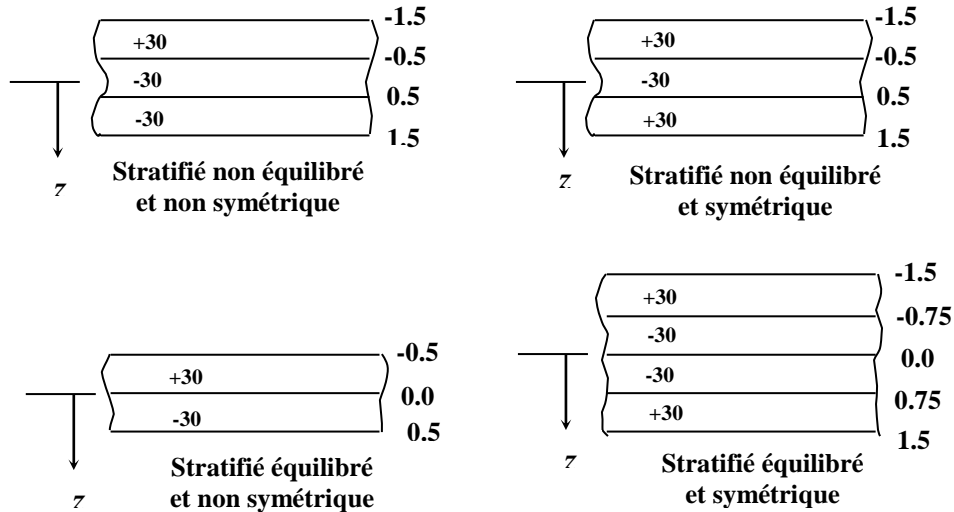 -1.5
+30
-0.5
-30
0.5
-30
1.5
z
Stratifié non équilibré
et non symétrique
-1.5
+30
-0.5
-30
0.5
+30
1.5
z
Stratifié non équilibré
et symétrique
-0.5
+30
0.0
-30
0.5
z
Stratifié équilibré
et non symétrique
-1.5
+30
-0.75
-30
0.0
-30
0.75
+30
1.5
z
Stratifié équilibré
et symétrique